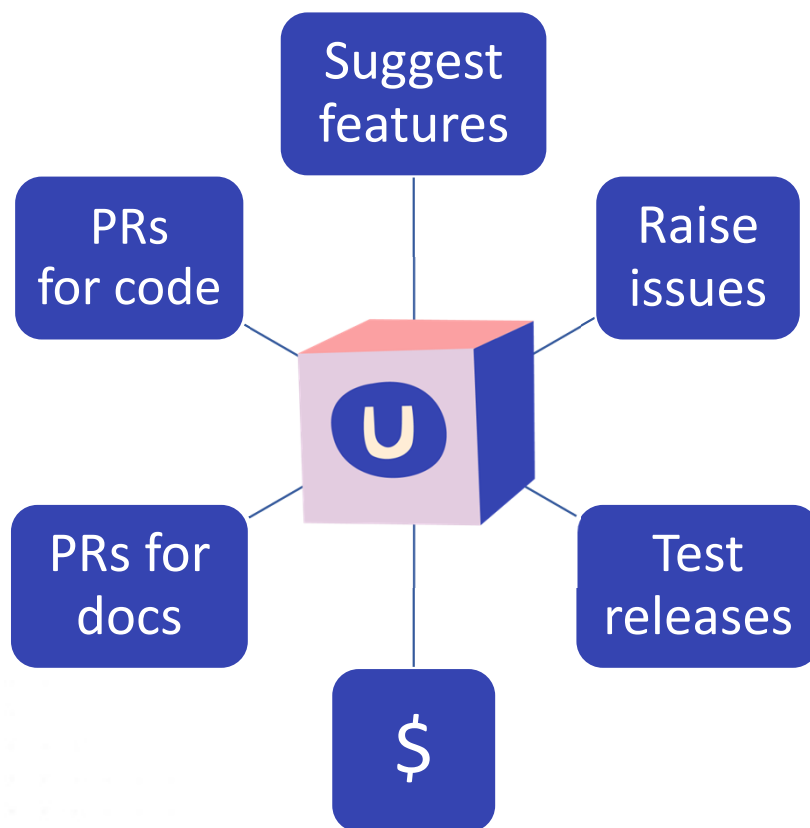 Suggest
features
PRs
for code
Raise
issues
U
PRs for
docs
Test
releases
$